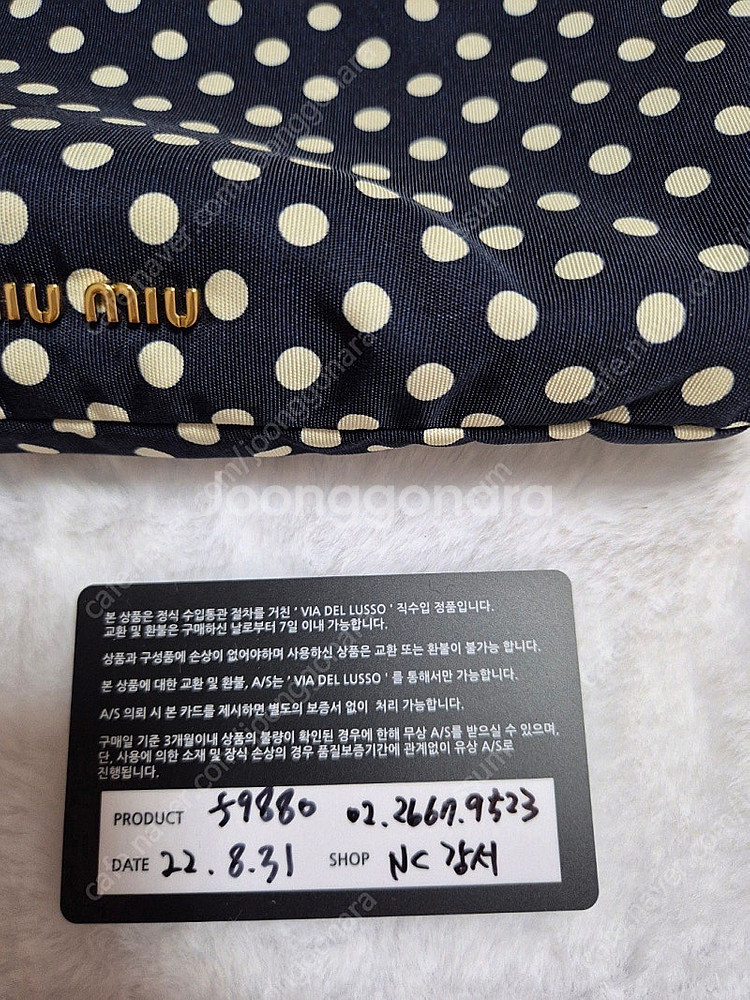 IU MIU
Joonggonara
본 상품은 정식 수입통관 절차를 거친 ' VIA DEL LUSSO ' 직수입 정품입니다.
교환 및 환불은 구매하신 날로부터 7일 이내 가능합니다.
상품과 구성품에 손상이 없어야하며 사용하신 상품은 교환 또는 환불이 불가능 합니다.
본 상품에 대한 교환 및 환불, A/S는 ' VIA DEL LUSSO ' 를 통해서만 가능합니다.
A/S 의뢰 시 본 카드를 제시하면 별도의 보증서 없이 처리 가능합니다.
구매일 기준 3개월이내 상품의 불량이 확인된 경우에 한해 무상 A/S를 받으실 수 있으며,
단, 사용에 의한 소재 및 장식 손상의 경우 품질보증기간에 관계없이 유상 A/S로
진행됩니다.
PRODUCT 59880 02.2667.9523
DATE 22.8.31 SHOP NC 강서